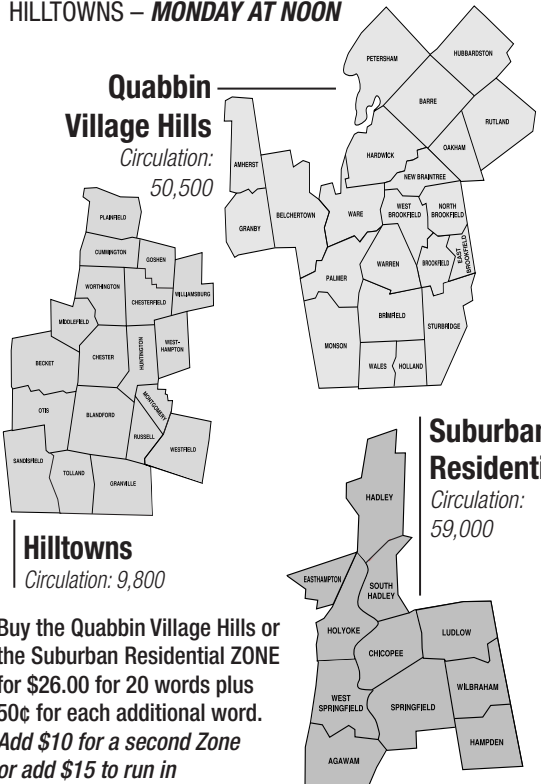 HILLTOWNS – MONDAY AT NOON
Quabbin
Village Hills
Circulation:
50,500
PETERSHAM
HUBBARDSTON
BARRE
RUTLAND
OAKHAM
HARDWICK
NEW BRAINTREE
AMHERST
BELCHERTOWN
GRANBY
WARE
WEST
BROOKFIELD
NORTH
BROOKFIELD
EAST
BROOKFIELD
BROOKFIELD
WARREN
PALMER
BRIMFIELD
STURBRIDGE
MONSON
WALES
HOLLAND
PLAINFIELD
CUMMINGTON
GOSHEN
WORTHINGTON
CHESTERFIELD
WILLIAMSBURG
MIDDLEFIELD
BECKET
CHESTER
HUNTINGTON
WEST-
HAMPTON
OTIS
BLANDFORD
MONTGOMERY
RUSSELL
WESTFIELD
SANDISFIELD
TOLLAND
GRANVILLE
Hilltowns
Circulation: 9,800
Suburban
Residenti
Circulation:
59,000
HADLEY
EASTHAMPTON
SOUTH
HADLEY
HOLYOKE
CHICOPEE
LUDLOW
WEST
SPRINGFIELD
SPRINGFIELD
WILBRAHAM
HAMPDEN
AGAWAM
Buy the Quabbin Village Hills or
the Suburban Residential ZONE
for $26.00 for 20 words plus
50¢ for each additional word.
Add $10 for a second Zone
or add $15 to run in